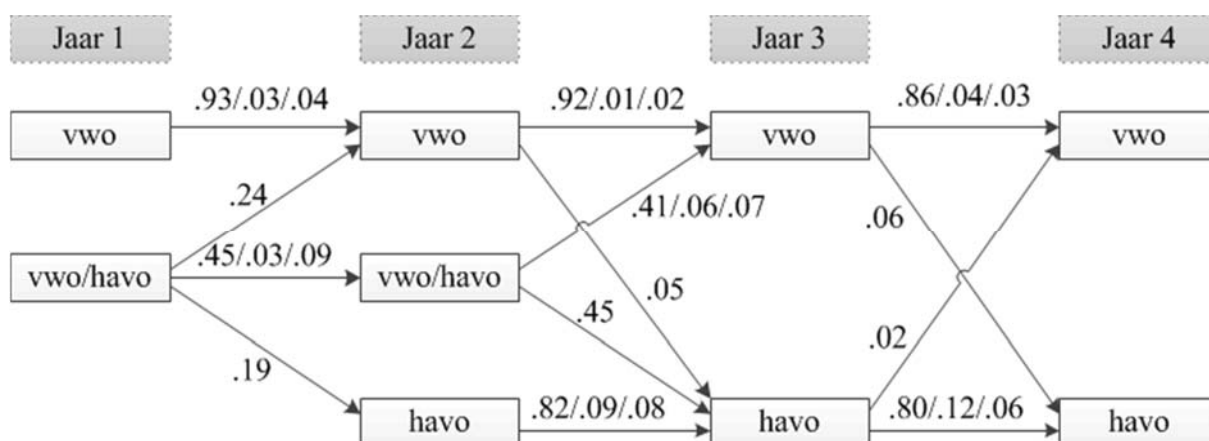 Jaar 1 Jaar 2 Jaar 3 Jaar 4
.93/.03/.04 .92/.01/.02 .86/.04/.03
vwo vwo vwo vwo
.24 .41/.06/.07 .06
.45/.03/.09
vwo/havo vwo/havo
.05
.45
.02
.19
.82/.09/.08 .80/.12/.06
havo havo havo